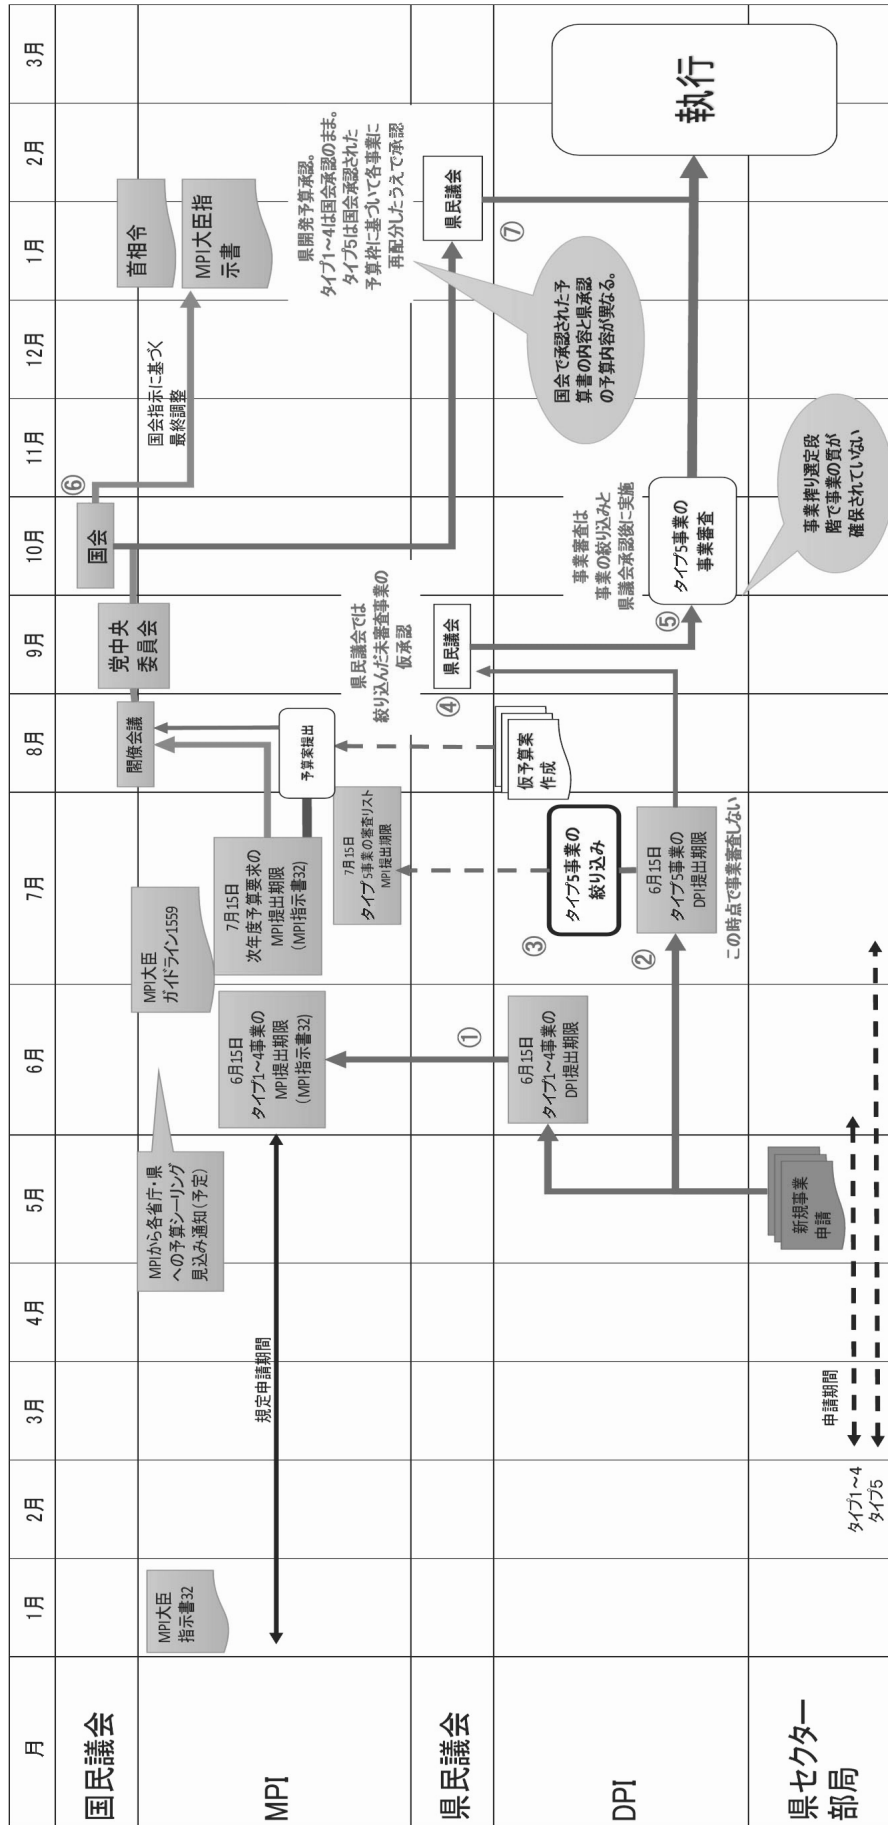 月
1月
2月
3月
4月
5月
6月
7月
8月
9月
10月
11月
12月
1月
2月
3月
国民議会
国会
⑥
MPI
MPI大臣
指示書32
規定申請期間
MPIから各省庁・県
への予算シーリング
見込み通知(予定)
MPI大臣
ガイドライン1559
6月15日
タイプ1~4事業の
MPI提出期限
(MPI指示書32)
7月15日
次年度予算要求の
MPI提出期限
(MPI指示書32)
7月15日
タイプ5事業の審査リスト
MPI提出期限
閣僚会議
予算案提出
党中央
委員会
国会指示に基づく
最終調整
首相令
MPI大臣指
示書
県民議会では
絞り込んだ未審査事業の
仮承認
県開発予算承認。
タイプ1~4は国会承認のまま。
タイプ5は国会承認された
予算枠に基づいて各事業に
再配分したうえで承認
県民議会
①
④
県民議会
県民議会
⑦
DPI
6月15日
タイプ1~4事業の
DPI提出期限
②
③
タイプ5事業の
絞り込み
6月15日
タイプ5事業の
DPI提出期限
この時点で事業審査しない
仮予算案
作成
事業審査は
事業の絞り込みと
県議会承認後に実施
⑤
タイプ5事業の
事業審査
国会で承認された予
算書の内容と県承認
の予算内容が異なる。
執行
県セクター
部局
新規事業
申請
申請期間
タイプ1~4
タイプ5
事業搾り選定段
階で事業の質が
確保されていない